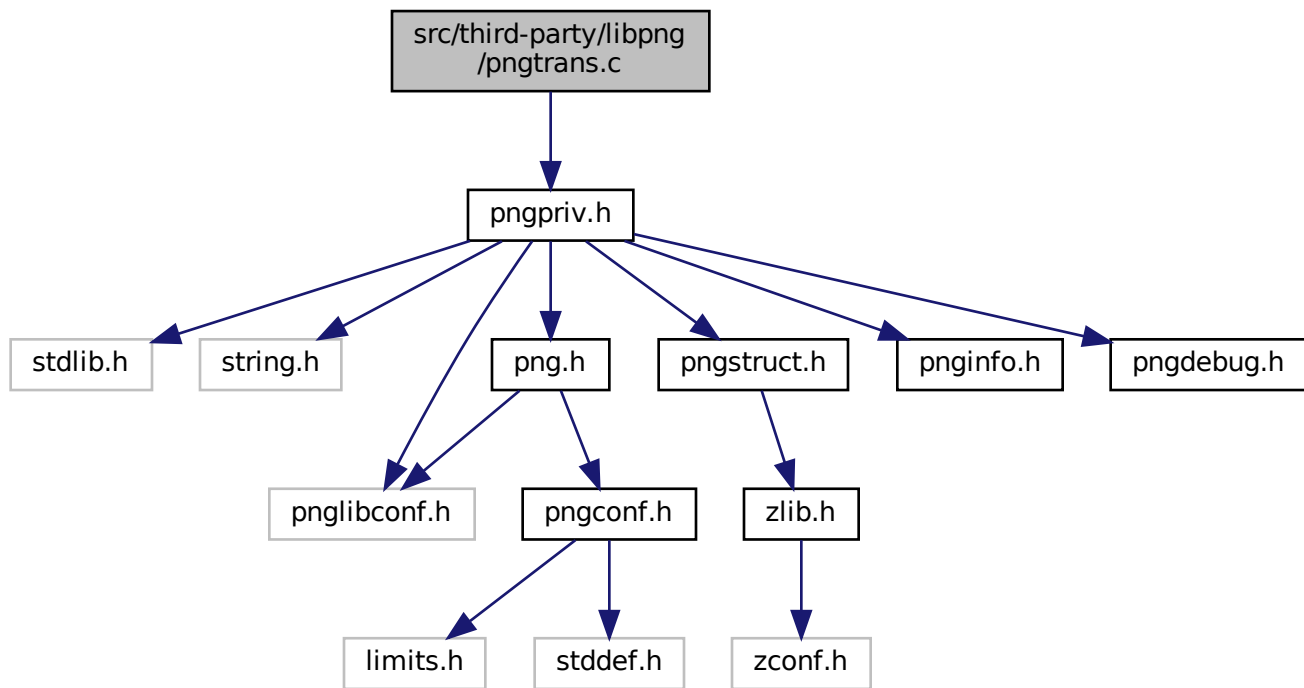 src/third-party/libpng
/pngtrans.c
pngpriv.h
stdlib.h
string.h
png.h
pngstruct.h
pnginfo.h
pngdebug.h
pnglibconf.h
pngconf.h
zlib.h
limits.h
stddef.h
zconf.h